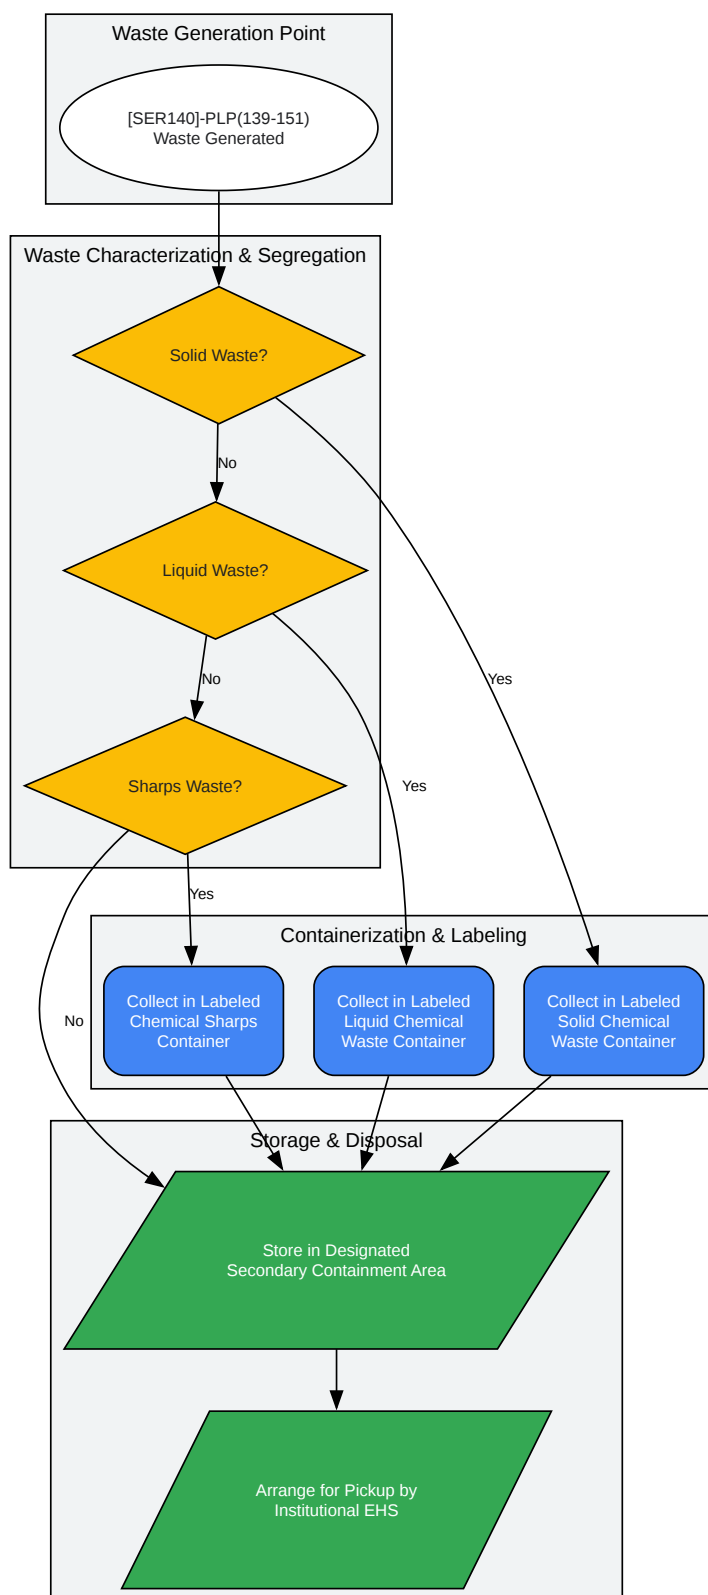 Waste Generation Point
[SER140]-PLP(139-151)
Waste Generated
Waste Characterization & Segregation
Solid Waste?
No
Liquid Waste?
No
Yes
Sharps Waste?
Yes
Yes
Containerization & Labeling
Collect in Labeled
Chemical Sharps
Container
Collect in Labeled
Liquid Chemical
Waste Container
Collect in Labeled
Solid Chemical
Waste Container
No
Storage & Disposal
Store in Designated
Secondary Containment Area
Arrange for Pickup by
Institutional EHS